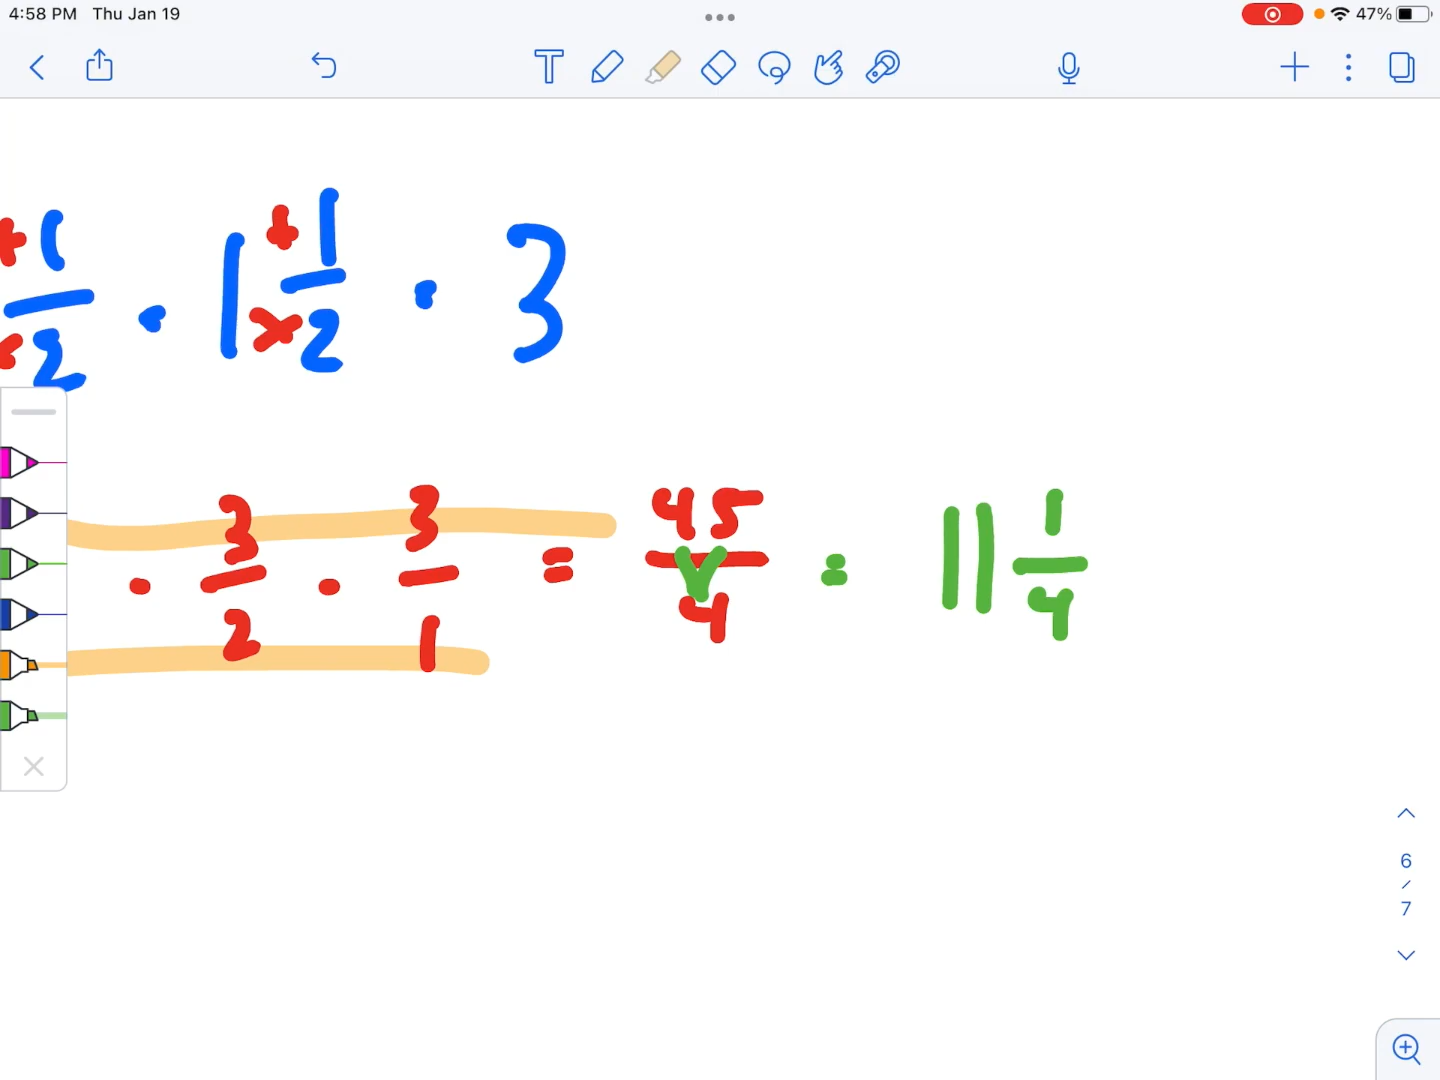 4:58 PM Thu Jan 19 47%
+1/2 · 1 +1/×2 · 3
· 3/2 · 3/1 = 45/4 = 11 1/4
6
/
7